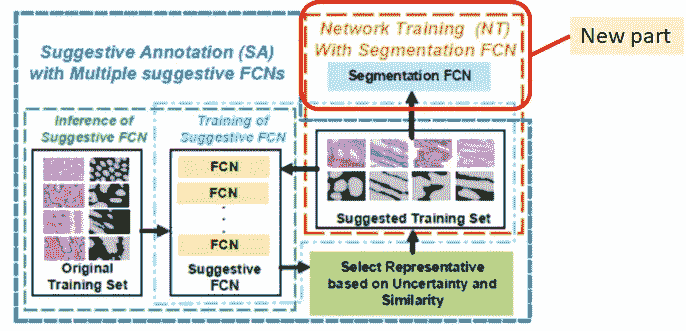 Suggestive Annotation (SA)
with Multiple suggestive FCNs
Network Training (NT)
With Segmentation FCN
New part
Segmentation FCN
Inference of
Suggestive FCN
Training of
Suggestive FCN
FCN
FCN
.
.
FCN
Original
Training Set
Suggestive
FCN
Suggested Training Set
Select Representative
based on Uncertainty and
Similarity